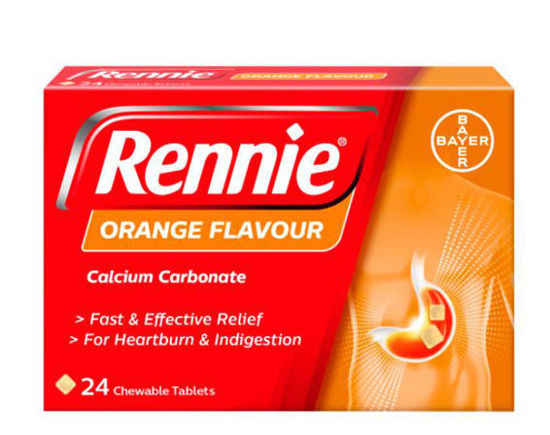 Rennie ORANGE FLAVOUR
24 Chewable Tablets
Rennie®
ORANGE FLAVOUR
Calcium Carbonate
> Fast & Effective Relief
> For Heartburn & Indigestion
24 Chewable Tablets
BAYER
BAYER